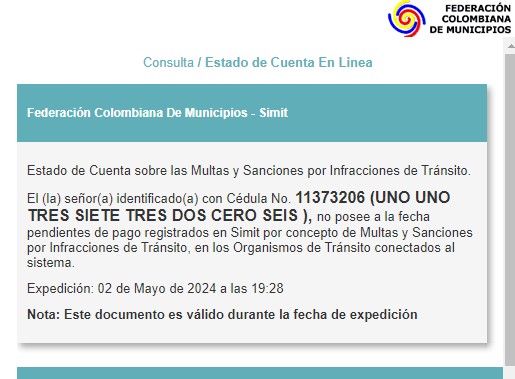 FEDERACIÓN
COLOMBIANA
DE MUNICIPIOS
Consulta / Estado de Cuenta En Linea
Federación Colombiana De Municipios - Simit
Estado de Cuenta sobre las Multas y Sanciones por Infracciones de Tránsito.
El (la) señor(a) identificado(a) con Cédula No. 11373206 (UNO UNO
TRES SIETE TRES DOS CERO SEIS ), no posee a la fecha
pendientes de pago registrados en Simit por concepto de Multas y Sanciones
por Infracciones de Tránsito, en los Organismos de Tránsito conectados al
sistema.
Expedición: 02 de Mayo de 2024 a las 19:28
Nota: Este documento es válido durante la fecha de expedición